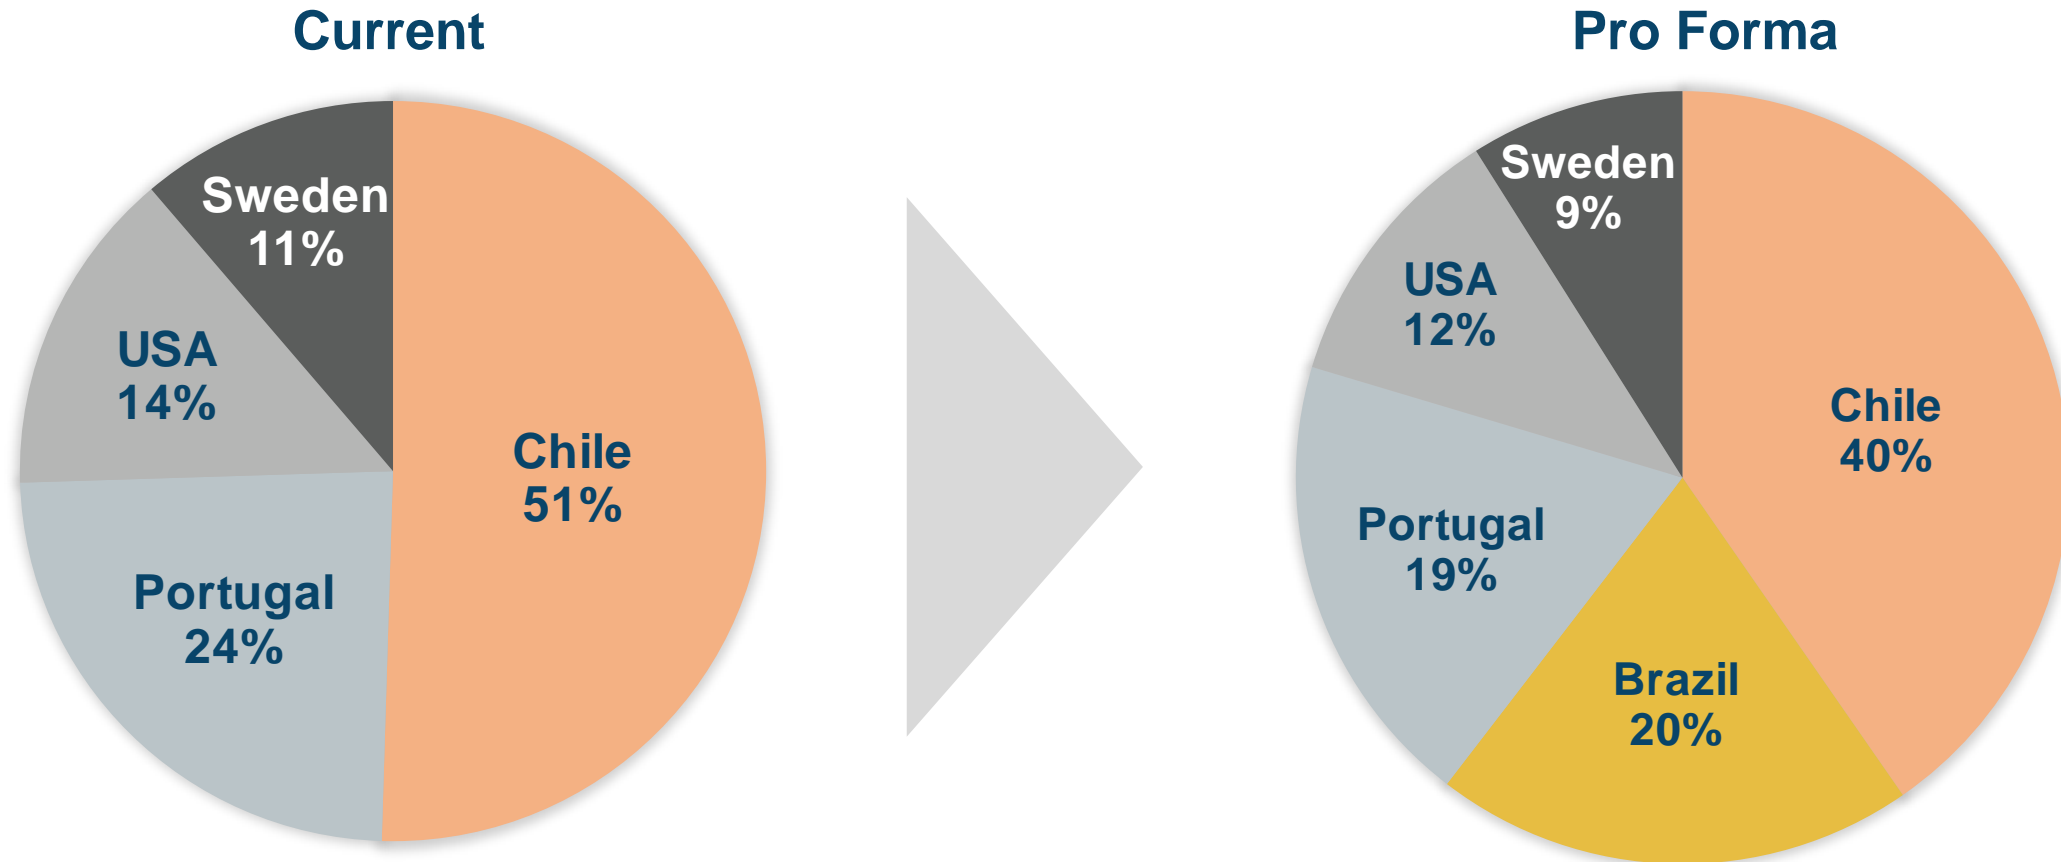 Current
Sweden
11%
USA
14%
Chile
51%
Portugal
24%
Pro Forma
Sweden
9%
USA
12%
Chile
40%
Portugal
19%
Brazil
20%